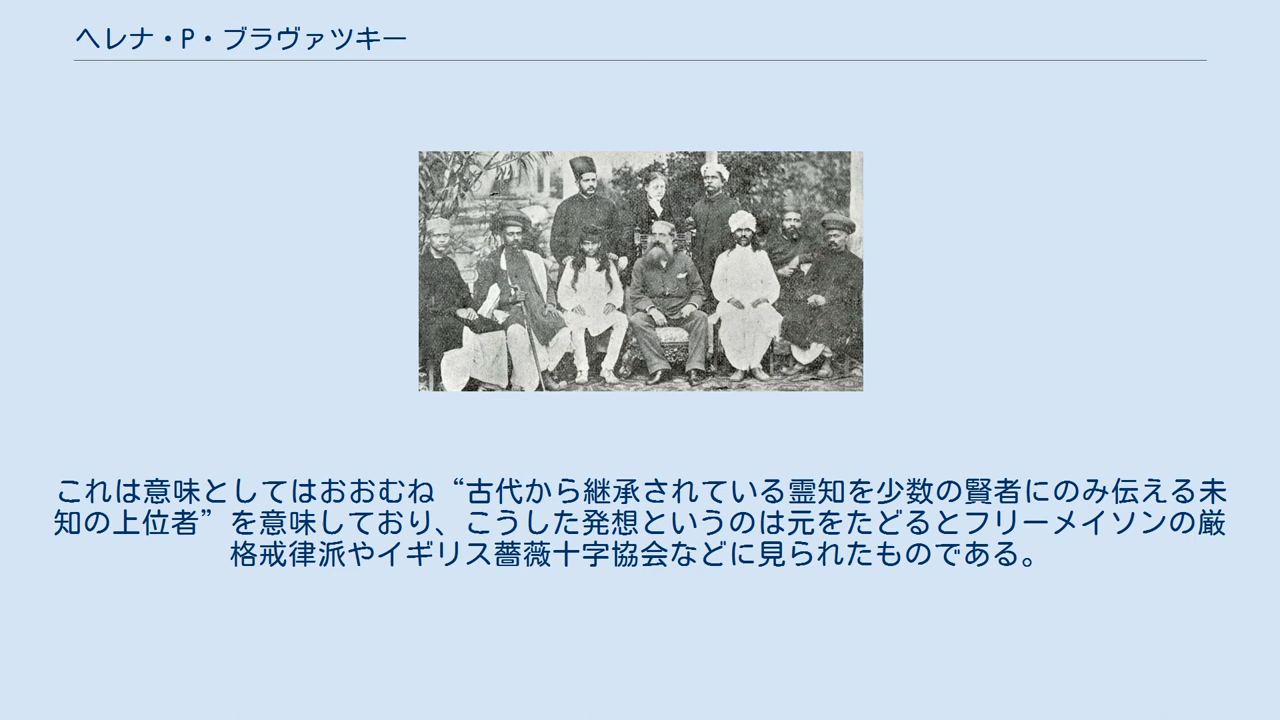 ヘレナ・P・ブラヴァツキー
これは意味としてはおおむね“古代から継承されている霊知を少数の賢者にのみ伝える未
知の上位者”を意味しており、こうした発想というのは元をたどるとフリーメイソンの厳
格戒律派やイギリス薔薇十字協会などに見られたものである。